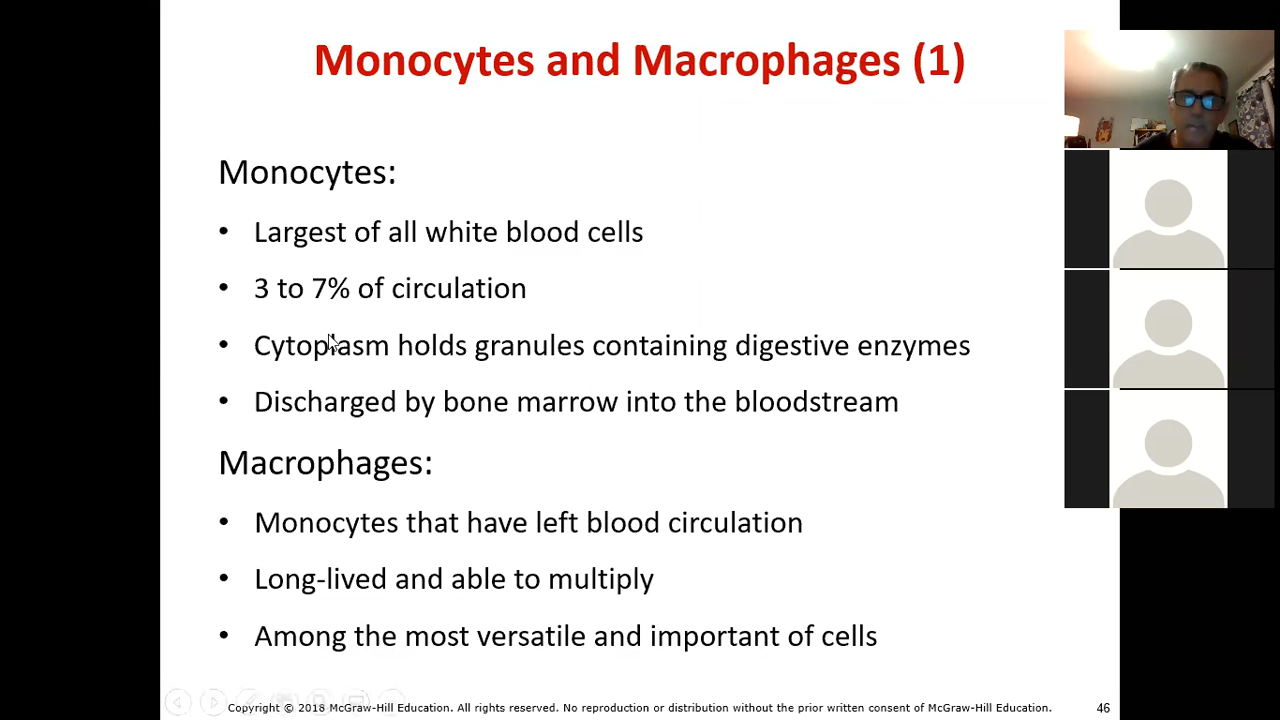 Monocytes and Macrophages (1)
Monocytes:
• Largest of all white blood cells
• 3 to 7% of circulation
• Cytoplasm holds granules containing digestive enzymes
• Discharged by bone marrow into the bloodstream
Macrophages:
• Monocytes that have left blood circulation
• Long-lived and able to multiply
• Among the most versatile and important of cells
Copyright © 2018 McGraw-Hill Education. All rights reserved. No reproduction or distribution without the prior written consent of McGraw-Hill Education.
46